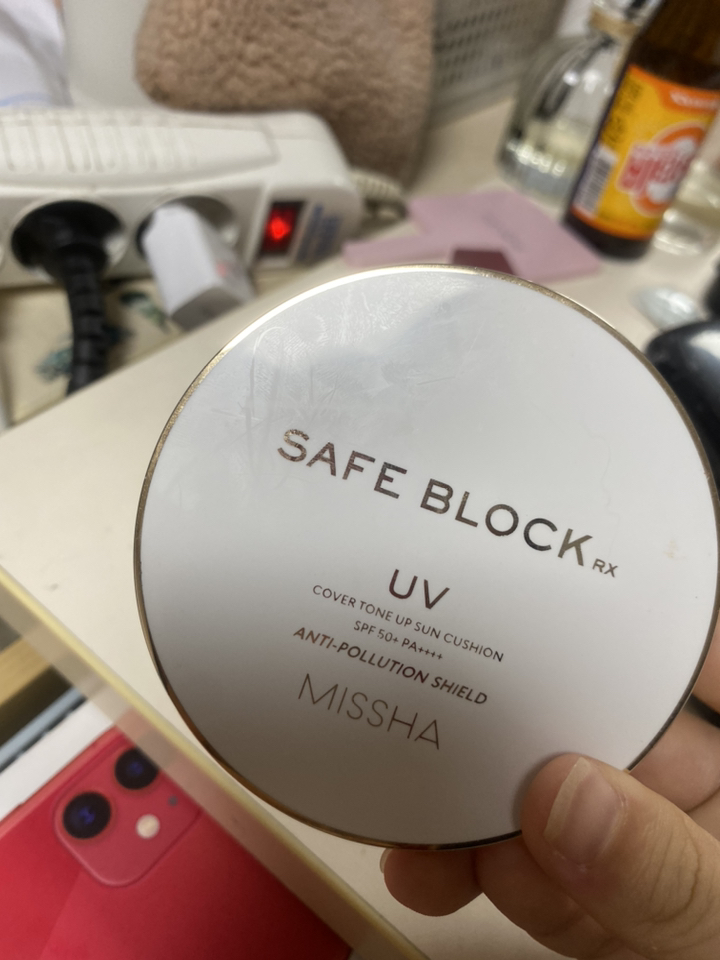 SAFE BLOCK RX
UV
COVER TONE UP SUN CUSHION
SPF 50+ PA++++
ANTI-POLLUTION SHIELD
MISSHA